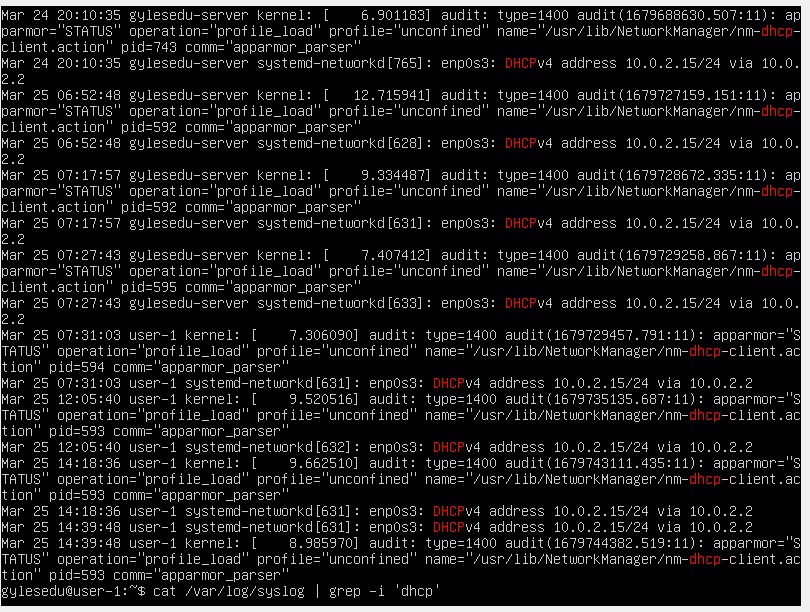 Mar 24 20:10:35 gylesedu-server kernel: [    6.901183] audit: type=1400 audit(1679688630.507:11): ap
parmor="STATUS" operation="profile_load" profile="unconfined" name="/usr/lib/NetworkManager/nm-dhcp-
client.action" pid=743 comm="apparmor_parser"
Mar 24 20:10:35 gylesedu-server systemd-networkd[765]: enp0s3: DHCPv4 address 10.0.2.15/24 via 10.0.
2.2
Mar 25 06:52:48 gylesedu-server kernel: [   12.715941] audit: type=1400 audit(1679727159.151:11): ap
parmor="STATUS" operation="profile_load" profile="unconfined" name="/usr/lib/NetworkManager/nm-dhcp-
client.action" pid=592 comm="apparmor_parser"
Mar 25 06:52:48 gylesedu-server systemd-networkd[628]: enp0s3: DHCPv4 address 10.0.2.15/24 via 10.0.
2.2
Mar 25 07:17:57 gylesedu-server kernel: [    9.334487] audit: type=1400 audit(1679728672.335:11): ap
parmor="STATUS" operation="profile_load" profile="unconfined" name="/usr/lib/NetworkManager/nm-dhcp-
client.action" pid=592 comm="apparmor_parser"
Mar 25 07:17:57 gylesedu-server systemd-networkd[631]: enp0s3: DHCPv4 address 10.0.2.15/24 via 10.0.
2.2
Mar 25 07:27:43 gylesedu-server kernel: [    7.407412] audit: type=1400 audit(1679729258.867:11): ap
parmor="STATUS" operation="profile_load" profile="unconfined" name="/usr/lib/NetworkManager/nm-dhcp-
client.action" pid=595 comm="apparmor_parser"
Mar 25 07:27:43 gylesedu-server systemd-networkd[633]: enp0s3: DHCPv4 address 10.0.2.15/24 via 10.0.
2.2
Mar 25 07:31:03 user-1 kernel: [    7.306090] audit: type=1400 audit(1679729457.791:11): apparmor="S
TATUS" operation="profile_load" profile="unconfined" name="/usr/lib/NetworkManager/nm-dhcp-client.ac
tion" pid=594 comm="apparmor_parser"
Mar 25 07:31:03 user-1 systemd-networkd[631]: enp0s3: DHCPv4 address 10.0.2.15/24 via 10.0.2.2
Mar 25 12:05:40 user-1 kernel: [    9.520516] audit: type=1400 audit(1679735135.687:11): apparmor="S
TATUS" operation="profile_load" profile="unconfined" name="/usr/lib/NetworkManager/nm-dhcp-client.ac
tion" pid=593 comm="apparmor_parser"
Mar 25 12:05:40 user-1 systemd-networkd[632]: enp0s3: DHCPv4 address 10.0.2.15/24 via 10.0.2.2
Mar 25 14:18:36 user-1 kernel: [    9.662510] audit: type=1400 audit(1679743111.435:11): apparmor="S
TATUS" operation="profile_load" profile="unconfined" name="/usr/lib/NetworkManager/nm-dhcp-client.ac
tion" pid=593 comm="apparmor_parser"
Mar 25 14:18:36 user-1 systemd-networkd[631]: enp0s3: DHCPv4 address 10.0.2.15/24 via 10.0.2.2
Mar 25 14:39:48 user-1 systemd-networkd[631]: enp0s3: DHCPv4 address 10.0.2.15/24 via 10.0.2.2
Mar 25 14:39:48 user-1 kernel: [    8.985970] audit: type=1400 audit(1679744382.519:11): apparmor="S
TATUS" operation="profile_load" profile="unconfined" name="/usr/lib/NetworkManager/nm-dhcp-client.ac
tion" pid=593 comm="apparmor_parser"
gylesedu@user-1:~$ cat /var/log/syslog | grep -i 'dhcp'